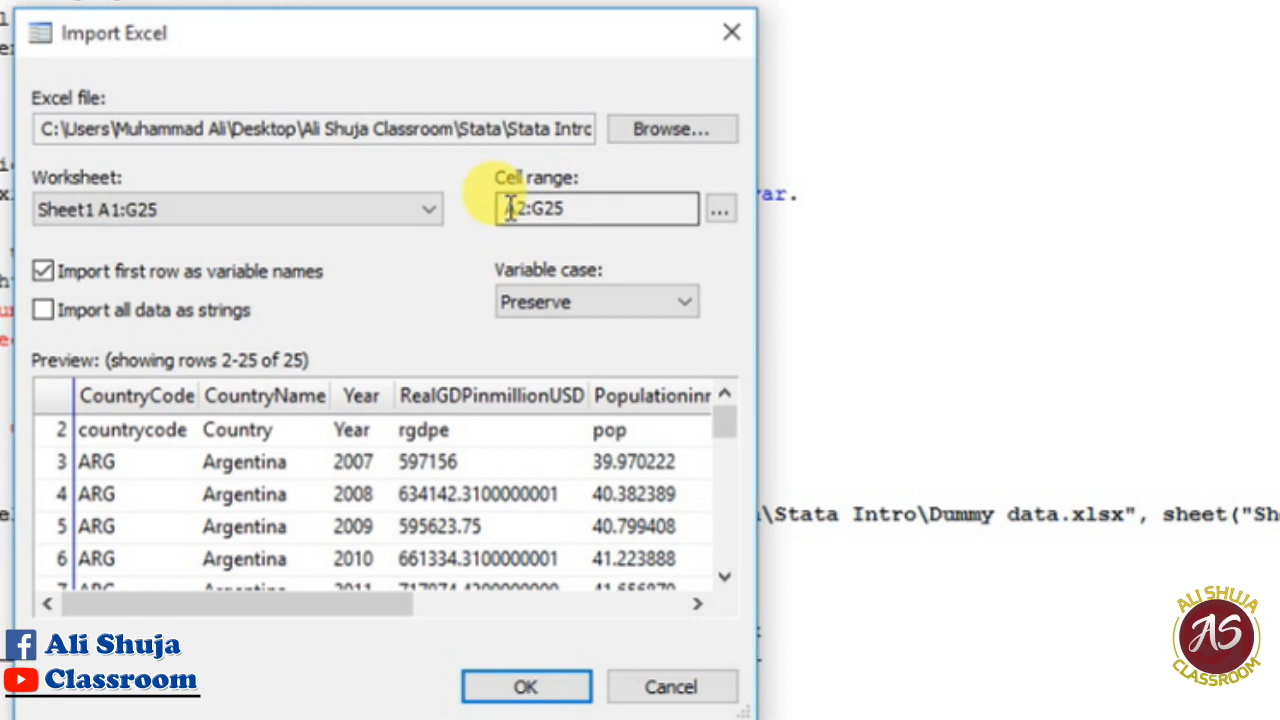 Import Excel
Excel file:
C:\Users\Muhammad Ali\Desktop\Ali Shuja Classroom\Stata\Stata Intro
Browse...
Worksheet:
Cell range:
Sheet1 A1:G25
A2:G25
...
var.
Import first row as variable names
Variable case:
Import all data as strings
Preserve
Preview: (showing rows 2-25 of 25)
CountryCode CountryName Year RealGDPinmillionUSD Populationinr
2 countrycode Country Year rgdpe pop
3 ARG Argentina 2007 597156 39.970222
4 ARG Argentina 2008 634142.3100000001 40.382389
5 ARG Argentina 2009 595623.75 40.799408
6 ARG Argentina 2010 661334.3100000001 41.223888
\Stata Intro\Dummy data.xlsx", sheet("Sh
Ali Shuja
Classroom
OK
Cancel
ALI SHUJA
AS
CLASSROOM